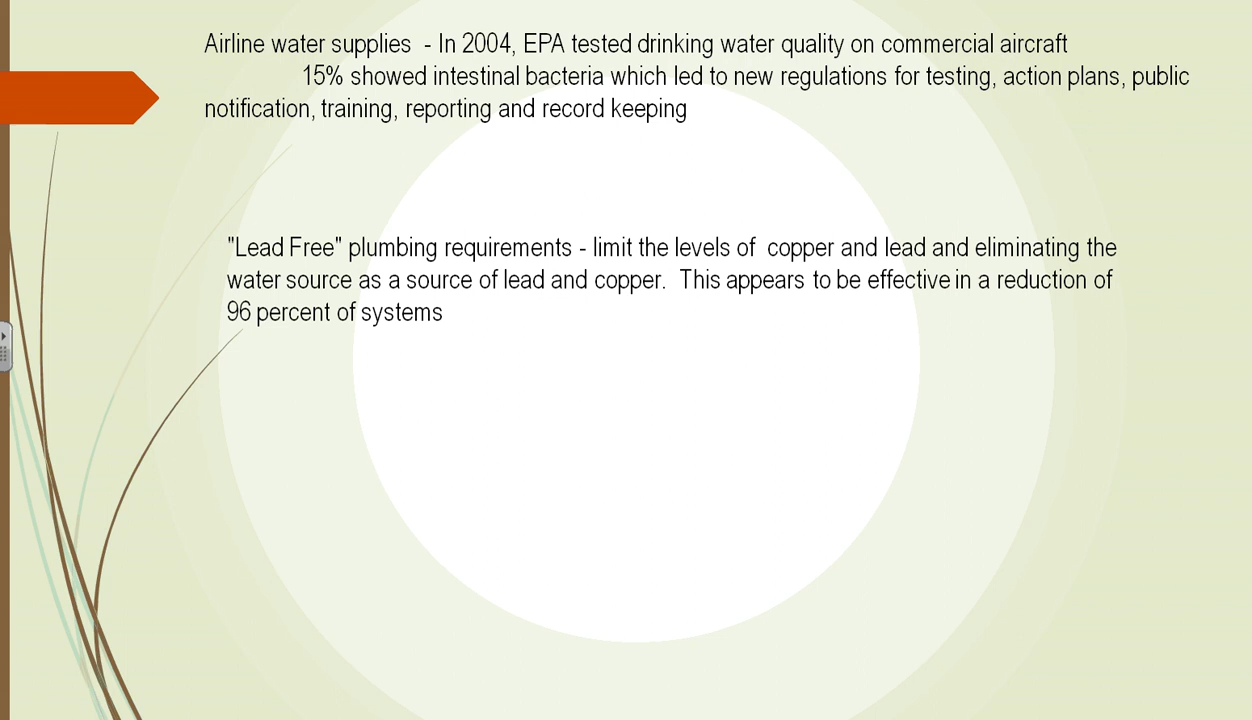 Airline water supplies  - In 2004, EPA tested drinking water quality on commercial aircraft
15% showed intestinal bacteria which led to new regulations for testing, action plans, public
notification, training, reporting and record keeping
"Lead Free" plumbing requirements - limit the levels of  copper and lead and eliminating the
water source as a source of lead and copper.  This appears to be effective in a reduction of
96 percent of systems